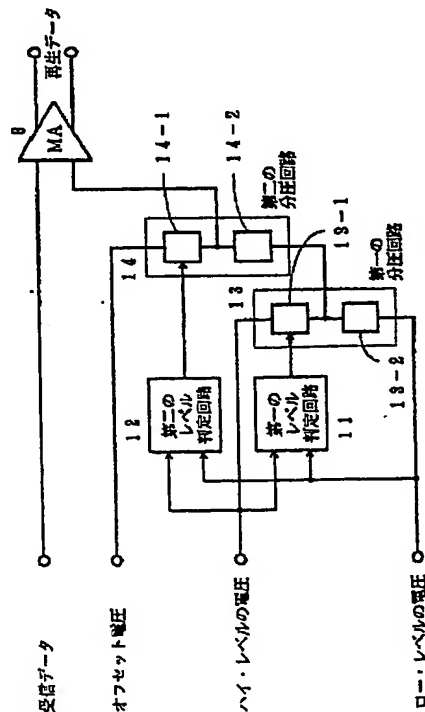 受信データ
オフセット電圧
ハイ・レベルの電圧
ロー・レベルの電圧
12
第二の
レベル
判定回路
第一の
レベル
判定回路
11
14
14-1
14-2
第二の
分圧回路
13
13-1
第一の
分圧回路
13-2
8
MA
再生データ